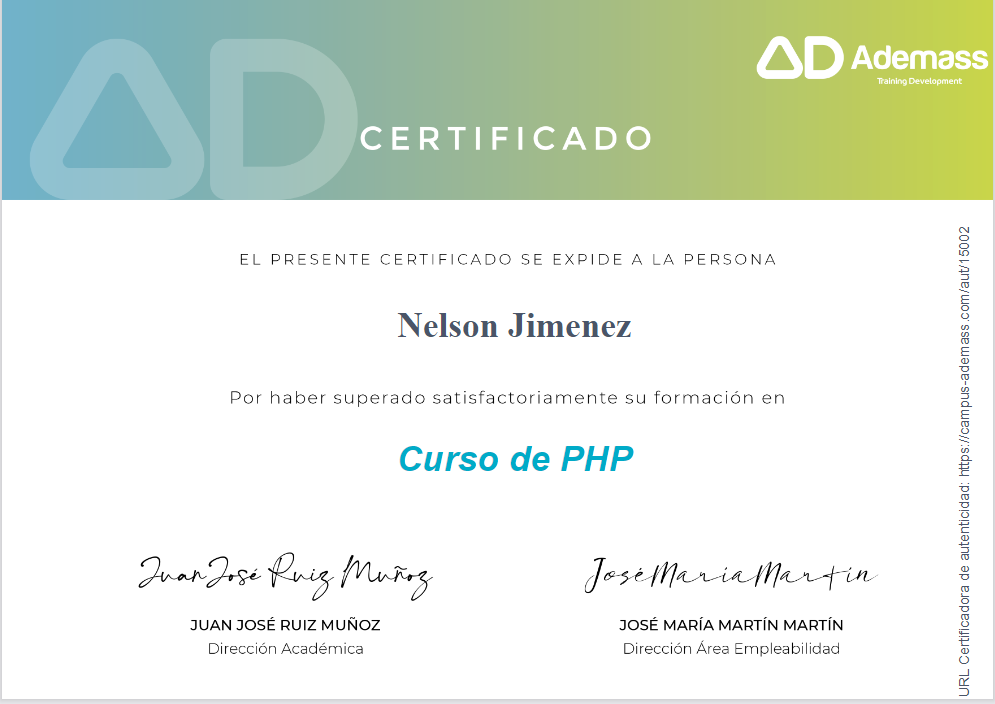 AD Ademass
Training Development
CERTIFICADO
EL PRESENTE CERTIFICADO SE EXPIDE A LA PERSONA
Nelson Jimenez
Por haber superado satisfactoriamente su formación en
Curso de PHP
Juan José Ruiz Muñoz
José María Martín
JUAN JOSÉ RUIZ MUÑOZ
JOSÉ MARÍA MARTÍN MARTÍN
Dirección Académica
Dirección Área Empleabilidad
URL Certificadora de autenticidad: https://campus-ademass.com/aut/15002